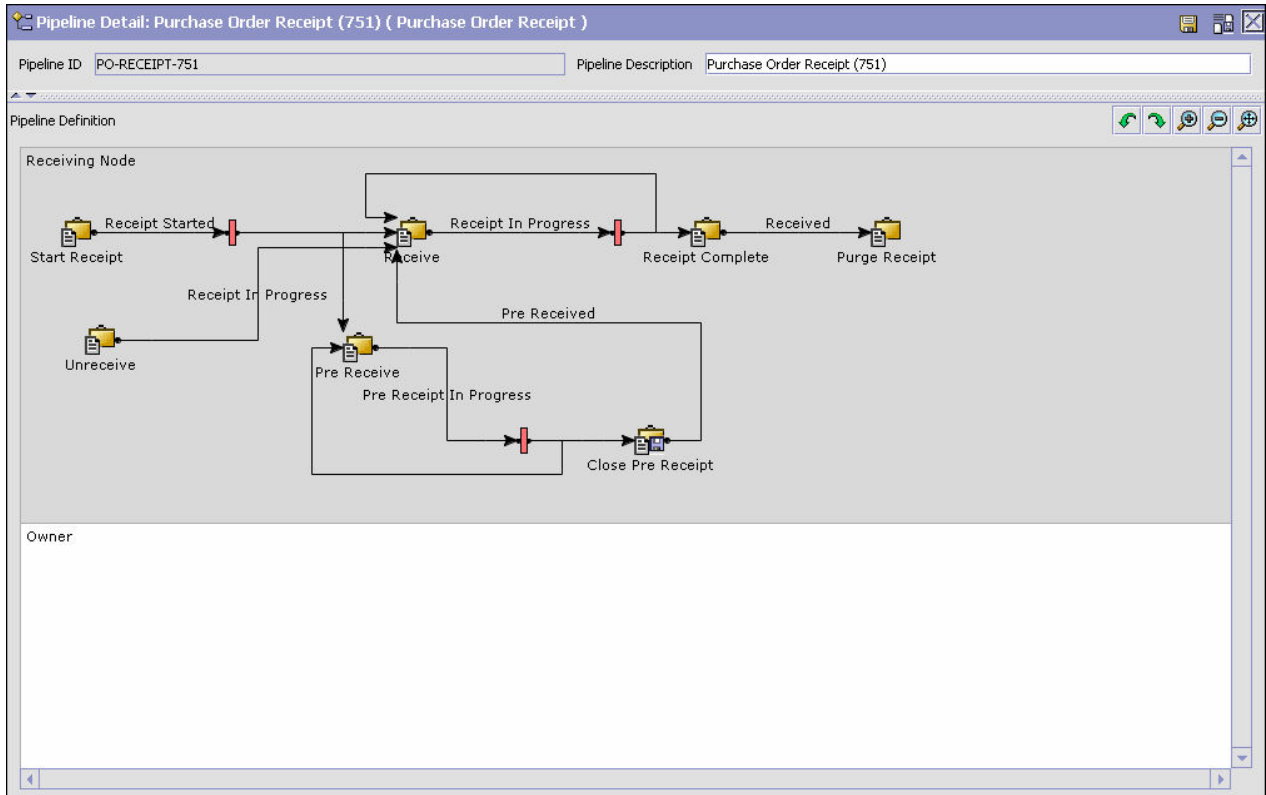 Pipeline Detail: Purchase Order Receipt (751) ( Purchase Order Receipt )
Pipeline ID PO-RECEIPT-751 Pipeline Description Purchase Order Receipt (751)
Pipeline Definition
Receiving Node
Receipt Started Receipt In Progress Received
Start Receipt Receive Receipt Complete Purge Receipt
Receipt In Progress
Pre Received
Unreceive
Pre Receive
Pre Receipt In Progress
Close Pre Receipt
Owner